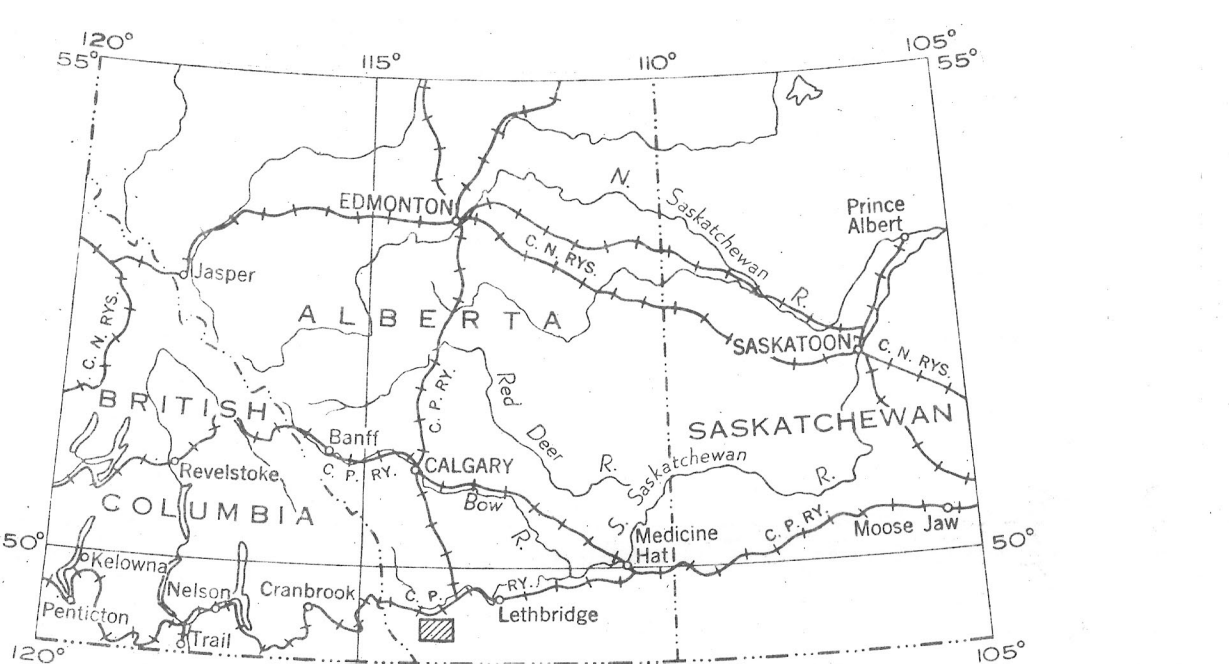 120°
105°
55°
115°
110°
55°
N.
Saskatchewan
R.
EDMONTON
Prince
Albert
C. N. RYS.
Jasper
ALBERTA
C. N. RYS.
SASKATOON
C. N. RYS.
C. P. RY.
Red
Deer
R.
BRITISH
SASKATCHEWAN
Banff
C. P. RY.
CALGARY
S. Saskatchewan
R.
Revelstoke
Bow
R.
COLUMBIA
C. P. RY.
Medicine
Hat
Moose Jaw
50°
50°
Kelowna
Nelson
Cranbrook
C. P. RY.
Penticton
Lethbridge
Trail
120°
105°